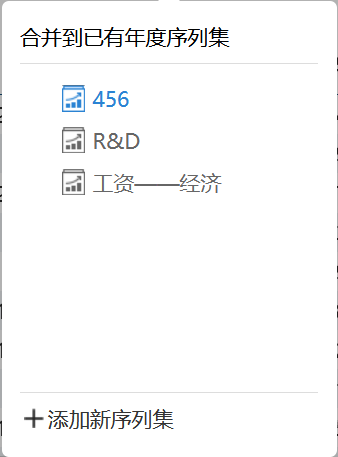 合并到已有年度序列集
456
R&D
工资——经济
添加新序列集